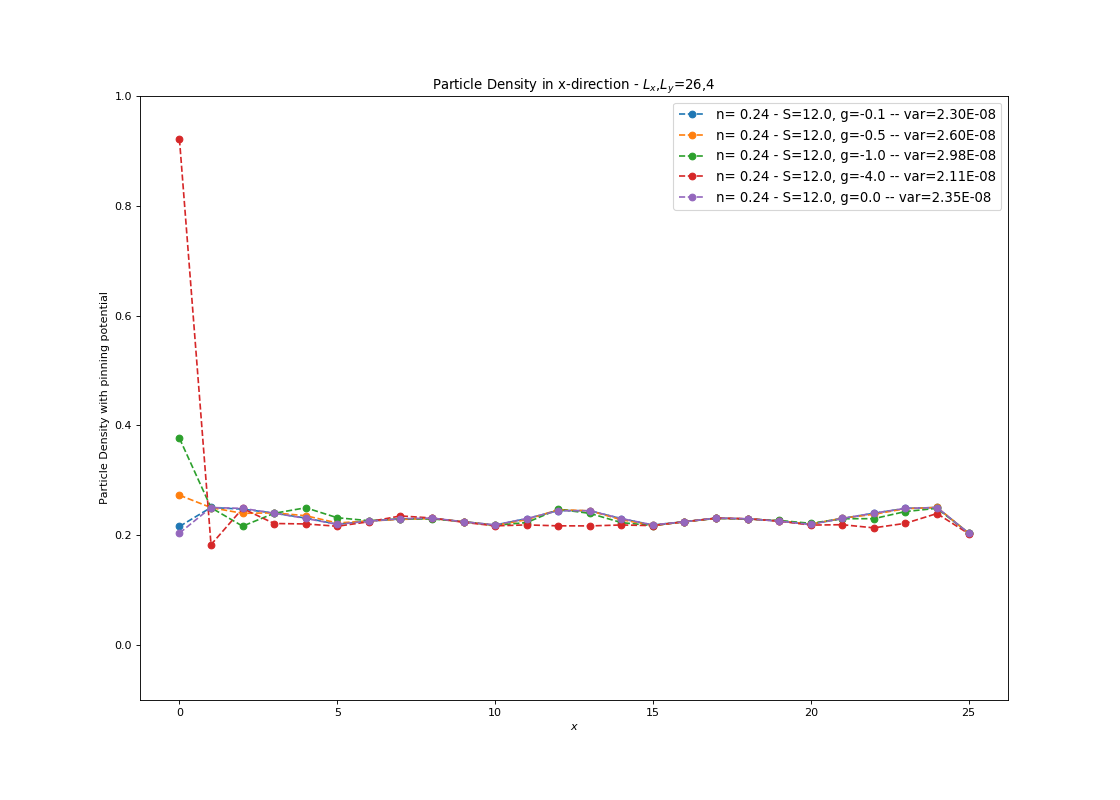 Particle Density in x-direction - Lx,Ly=26,4
1.0
0.8
0.6
0.4
0.2
0.0
Particle Density with pinning potential
n= 0.24 - S=12.0, g=-0.1 -- var=2.30E-08
n= 0.24 - S=12.0, g=-0.5 -- var=2.60E-08
n= 0.24 - S=12.0, g=-1.0 -- var=2.98E-08
n= 0.24 - S=12.0, g=-4.0 -- var=2.11E-08
n= 0.24 - S=12.0, g=0.0 -- var=2.35E-08
0 5 10 15 20 25
x